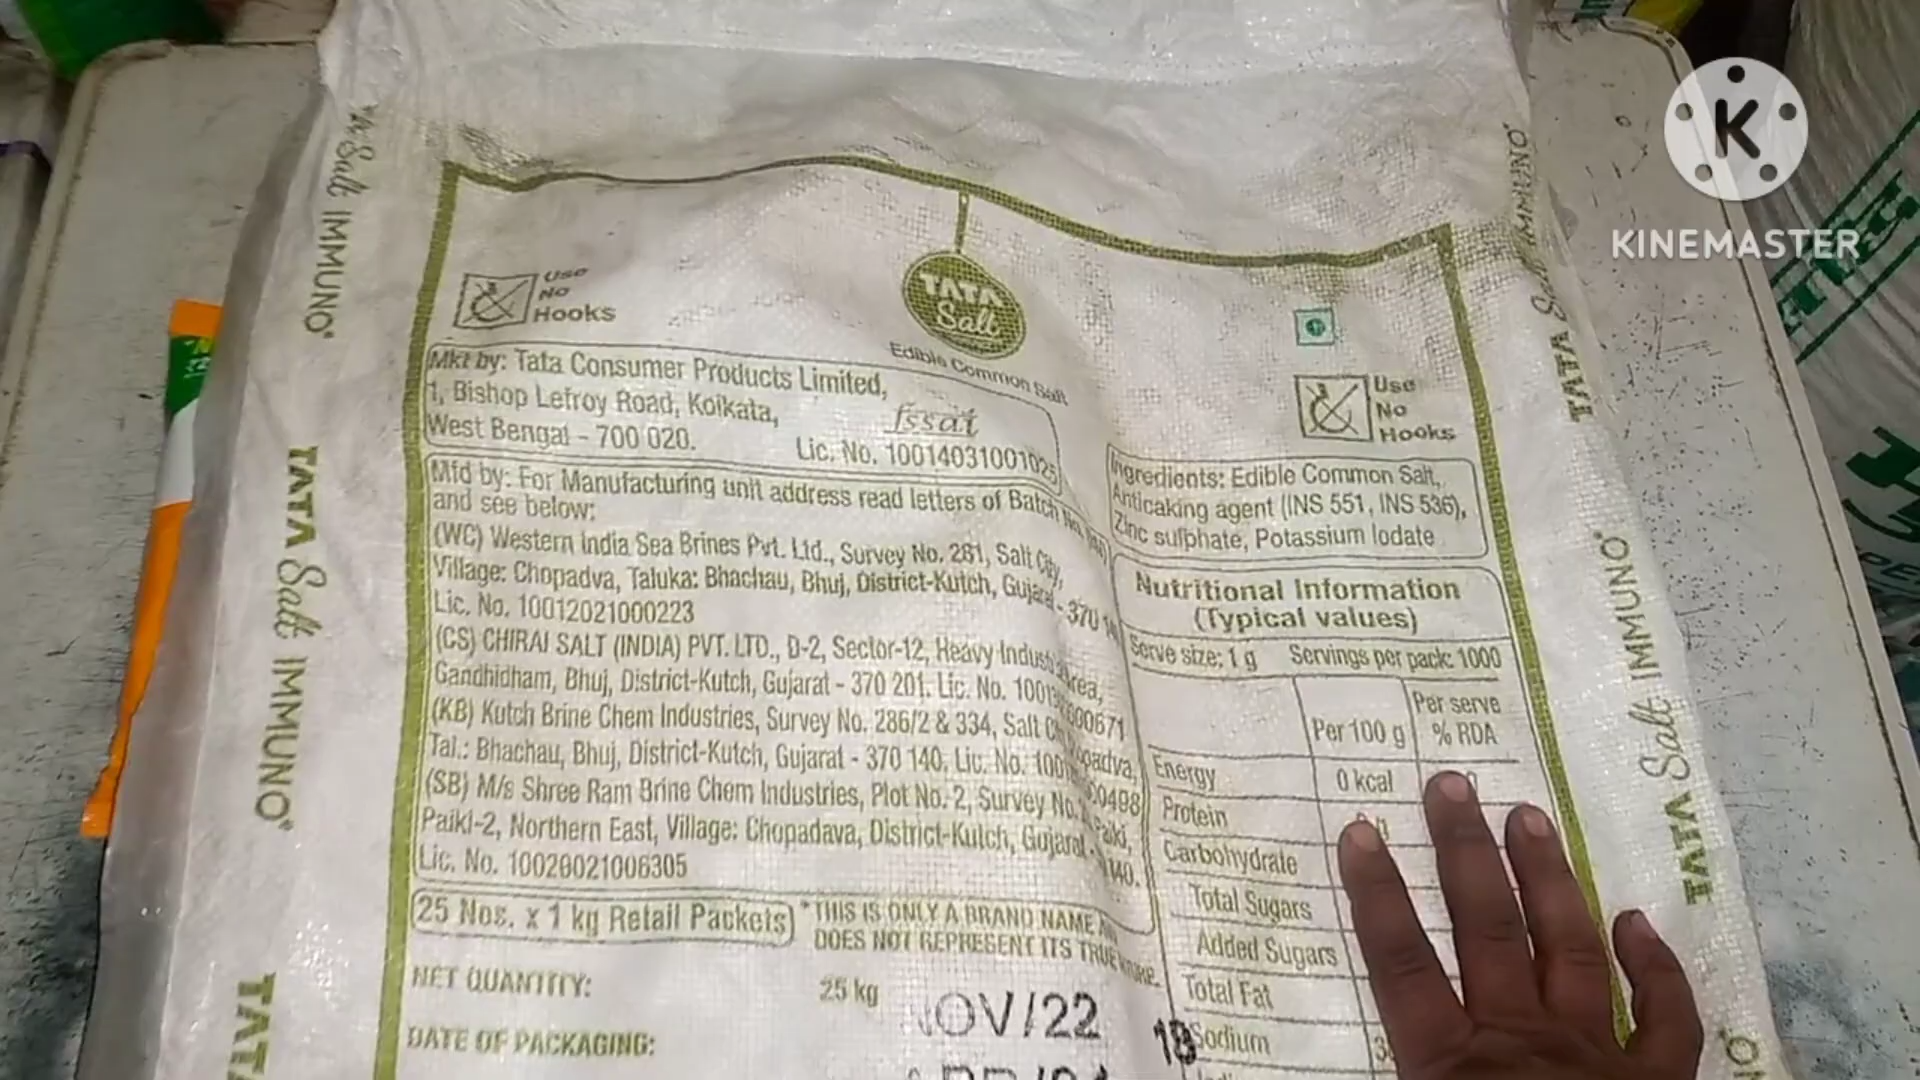 KINEMASTER
TATA Salt IMMUNO*
TATA Salt IMMUNO*
TATA
TATA Salt IMMUNO*
TATA Salt IMMUNO*
Use
No
Hooks
TATA
Salt
Edible Common Salt
Mkt by: Tata Consumer Products Limited,
1, Bishop Lefroy Road, Kolkata,
West Bengal - 700 020.
fssai
Lic. No. 10014031001025
Mfd by: For Manufacturing unit address read letters of Batch No.
and see below:
(WC) Western India Sea Brines Pvt. Ltd., Survey No. 281, Salt City,
Village: Chopadva, Taluka: Bhachau, Bhuj, District-Kutch, Gujarat - 370
Lic. No. 10012021000223
(CS) CHIRAI SALT (INDIA) PVT. LTD., D-2, Sector-12, Heavy Area,
Gandhidham, Bhuj, District-Kutch, Gujarat - 370 201. Lic. No.
(KB) Kutch Brine Chem Industries, Survey No. 286/2 & 334, Salt
Tal.: Bhachau, Bhuj, District-Kutch, Gujarat - 370 140. Lic. No.
(SB) M/s Shree Ram Brine Chem Industries, Plot No. 2, Survey No.
Paiki-2, Northern East, Village: Chopadava, District-Kutch, Gujarat 140.
Lic. No. 10020021006305
25 Nos. x 1 kg Retail Packets
*THIS IS ONLY A BRAND NAME
DOES NOT REPRESENT ITS TRUE
NET QUANTITY: 25 kg
DATE OF PACKAGING: NOV/22
Use
No
Hooks
Ingredients: Edible Common Salt,
Anticaking agent (INS 551, INS 536),
Zinc sulphate, Potassium Iodate
Nutritional Information
(Typical values)
Serve size: 1 g Servings per pack: 1000
Per 100 g Per serve % RDA
Energy 0 kcal
Protein
Carbohydrate
Total Sugars
Added Sugars
Total Fat
Sodium